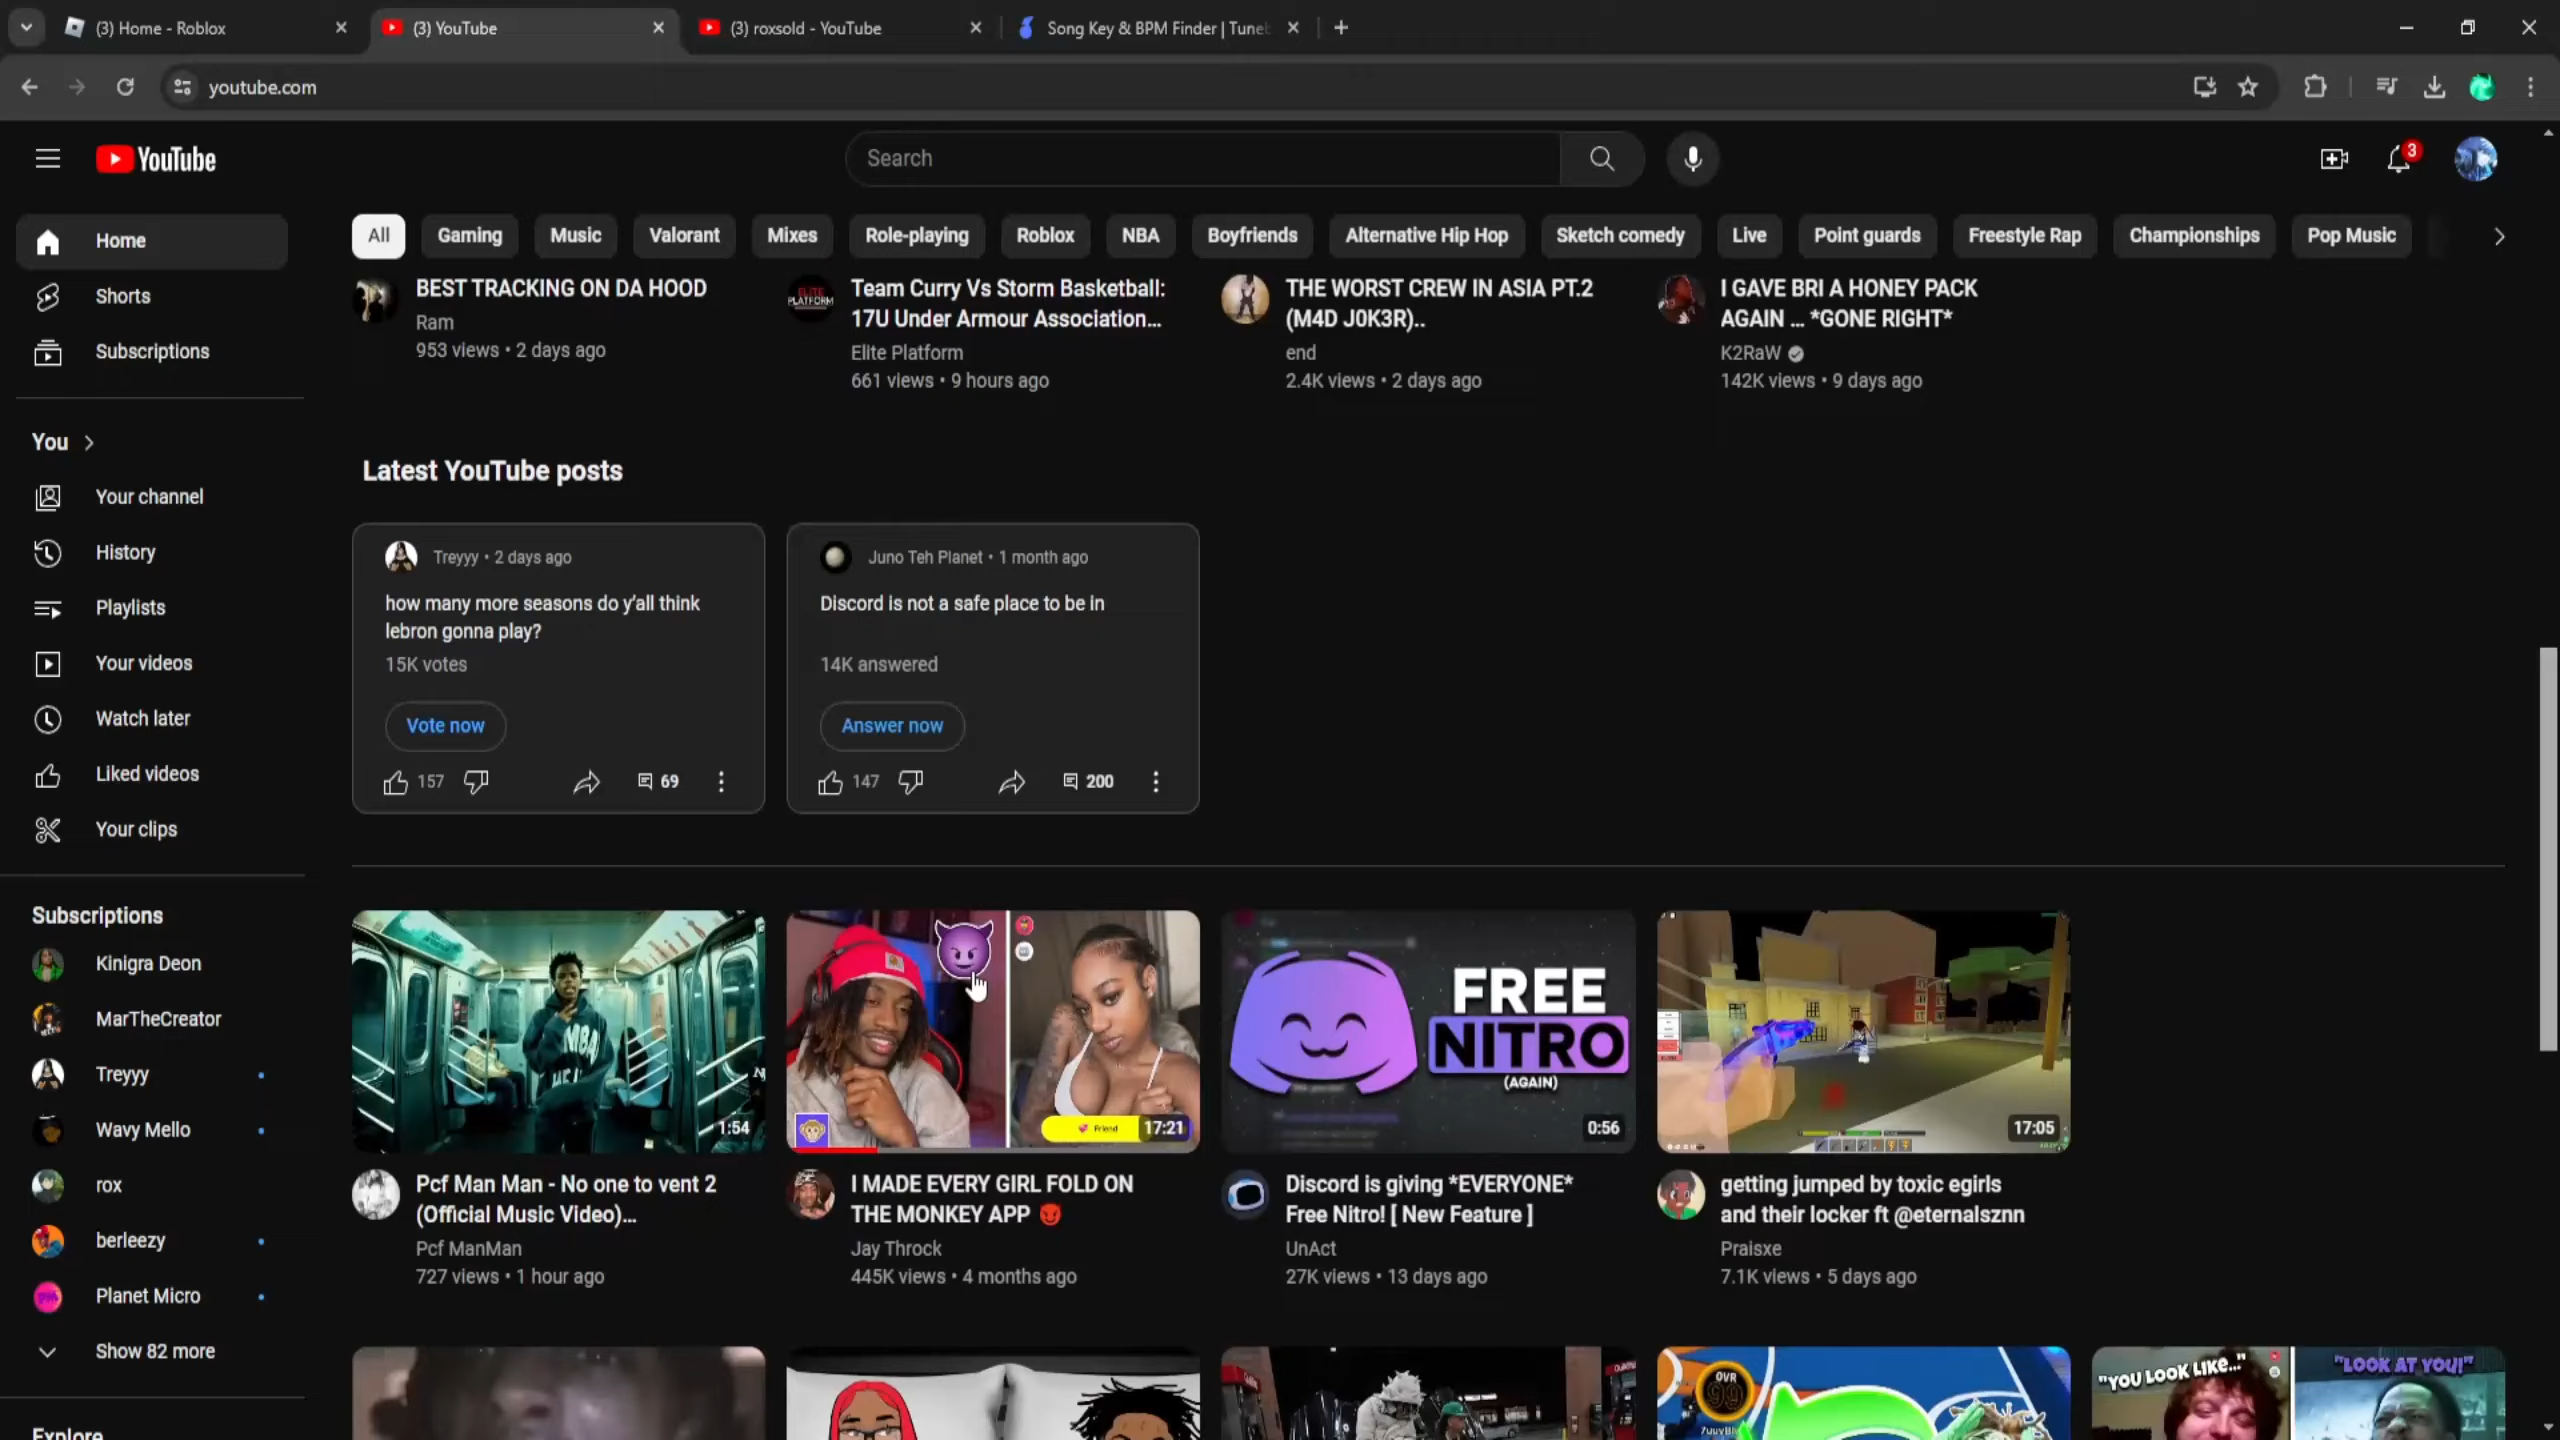 (3) Home - Roblox
(3) YouTube
(3) roxsold - YouTube
Song Key & BPM Finder | Tuneb
youtube.com
YouTube
Search
3
Home
Shorts
Subscriptions
You
Your channel
History
Playlists
Your videos
Watch later
Liked videos
Your clips
Subscriptions
Kinigra Deon
MarTheCreator
Treyyy
Wavy Mello
rox
berleezy
Planet Micro
Show 82 more
Explore
All
Gaming
Music
Valorant
Mixes
Role-playing
Roblox
NBA
Boyfriends
Alternative Hip Hop
Sketch comedy
Live
Point guards
Freestyle Rap
Championships
Pop Music
BEST TRACKING ON DA HOOD
Ram
953 views • 2 days ago
ELITE
PLATFORM
Team Curry Vs Storm Basketball:
17U Under Armour Association...
Elite Platform
661 views • 9 hours ago
THE WORST CREW IN ASIA PT.2
(M4D J0K3R)..
end
2.4K views • 2 days ago
I GAVE BRI A HONEY PACK
AGAIN ... *GONE RIGHT*
K2RaW
142K views • 9 days ago
Latest YouTube posts
Treyyy • 2 days ago
how many more seasons do y'all think
lebron gonna play?
15K votes
Vote now
157
69
Juno Teh Planet • 1 month ago
Discord is not a safe place to be in
14K answered
Answer now
147
200
1:54
Pcf Man Man - No one to vent 2
(Official Music Video)...
Pcf ManMan
727 views • 1 hour ago
Friend
17:21
I MADE EVERY GIRL FOLD ON
THE MONKEY APP 😈
Jay Throck
445K views • 4 months ago
FREE
NITRO
(AGAIN)
0:56
Discord is giving *EVERYONE*
Free Nitro! [ New Feature ]
UnAct
27K views • 13 days ago
17:05
getting jumped by toxic egirls
and their locker ft @eternalsznn
Praisxe
7.1K views • 5 days ago
OVR
99
"YOU LOOK LIKE..."
"LOOK AT YOU!"